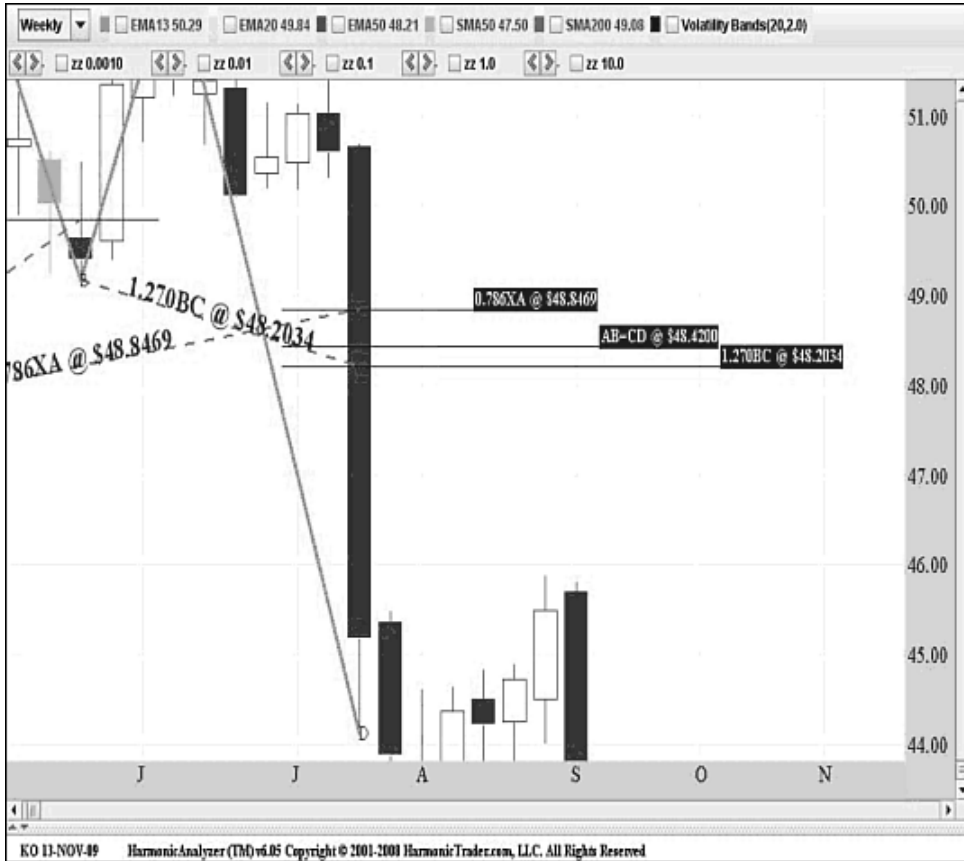 Weekly EMA13 50.29 EMA20 49.84 EMA50 48.21 SMA50 47.50 SMA200 49.08 Volatility Bands(20,2.0)
zz 0.0010 zz 0.01 zz 0.1 zz 1.0 zz 10.0
51.00
50.00
49.00
48.00
47.00
46.00
45.00
44.00
1.270BC @ $48.2034
786XA @ $48.8469
0.786XA @ $48.8469
AB=CD @ $48.4200
1.270BC @ $48.2034
D
J J A S O N
KO 13-NOV-09 HarmonicAnalyzer (TM) v6.05 Copyright © 2001-2008 HarmonicTrader.com, LLC. All Rights Reserved